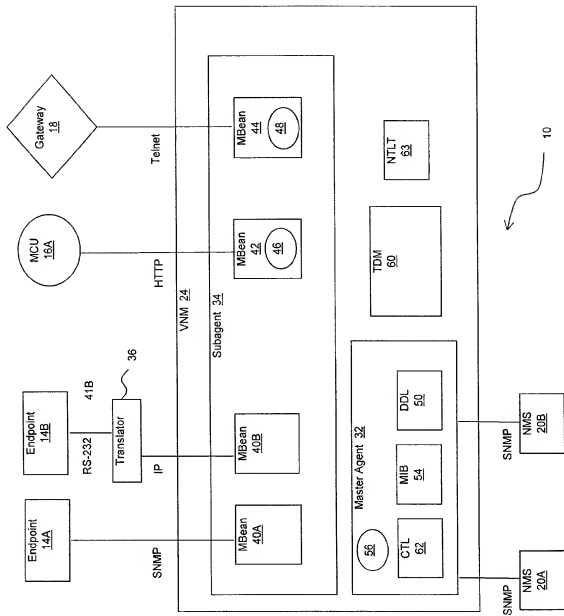 Endpoint
14A
Endpoint
14B
MCU
16A
Gateway
18
41B
RS-232
36
Translator
SNMP
IP
HTTP
Telnet
VNM 24
Subagent 34
MBean
40A
MBean
40B
MBean
42
46
MBean
44
48
Master Agent 32
56
CTL
62
MIB
54
DDL
50
TDM
60
NTLT
63
SNMP
SNMP
NMS
20A
NMS
20B
10